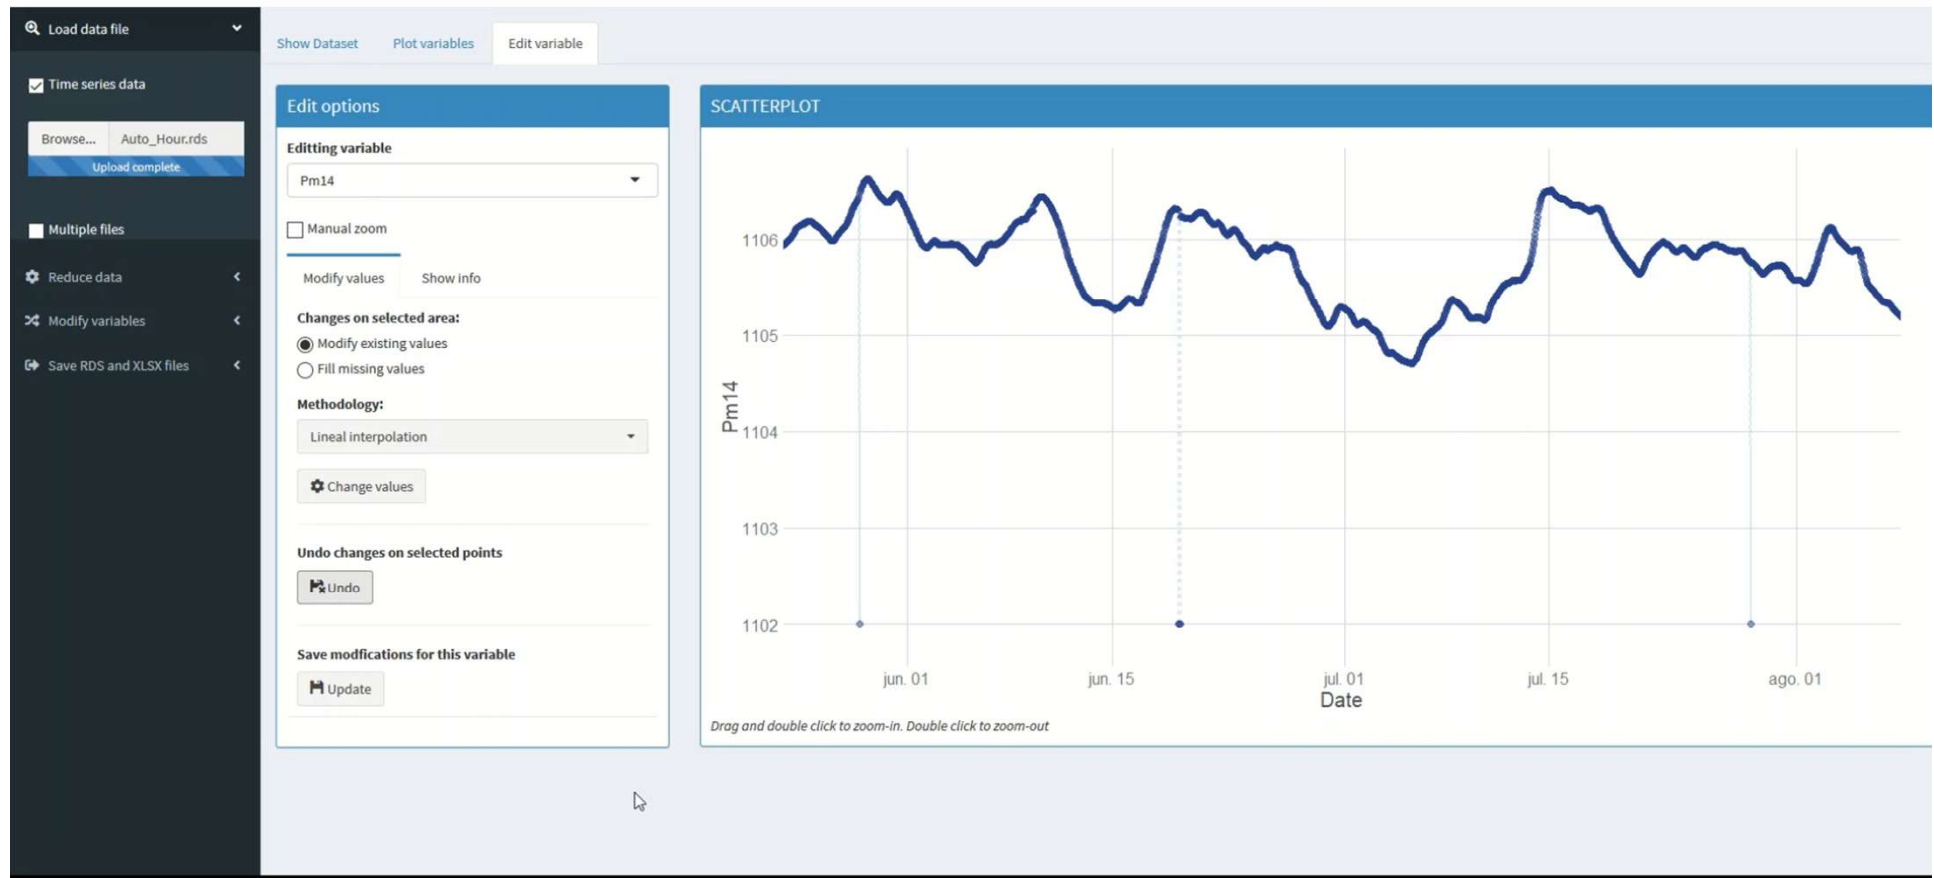 Load data file
Time series data
Browse... Auto_Hour.rds
Upload complete
Multiple files
Reduce data
Modify variables
Save RDS and XLSX files
Show Dataset Plot variables Edit variable
Edit options
Editting variable
Pm14
Manual zoom
Modify values Show info
Changes on selected area:
Modify existing values
Fill missing values
Methodology:
Lineal interpolation
Change values
Undo changes on selected points
Undo
Save modfications for this variable
Update
SCATTERPLOT
1106
1105
1104
1103
1102
Pm14
jun. 01 jun. 15 jul. 01 jul. 15 ago. 01
Date
Drag and double click to zoom-in. Double click to zoom-out